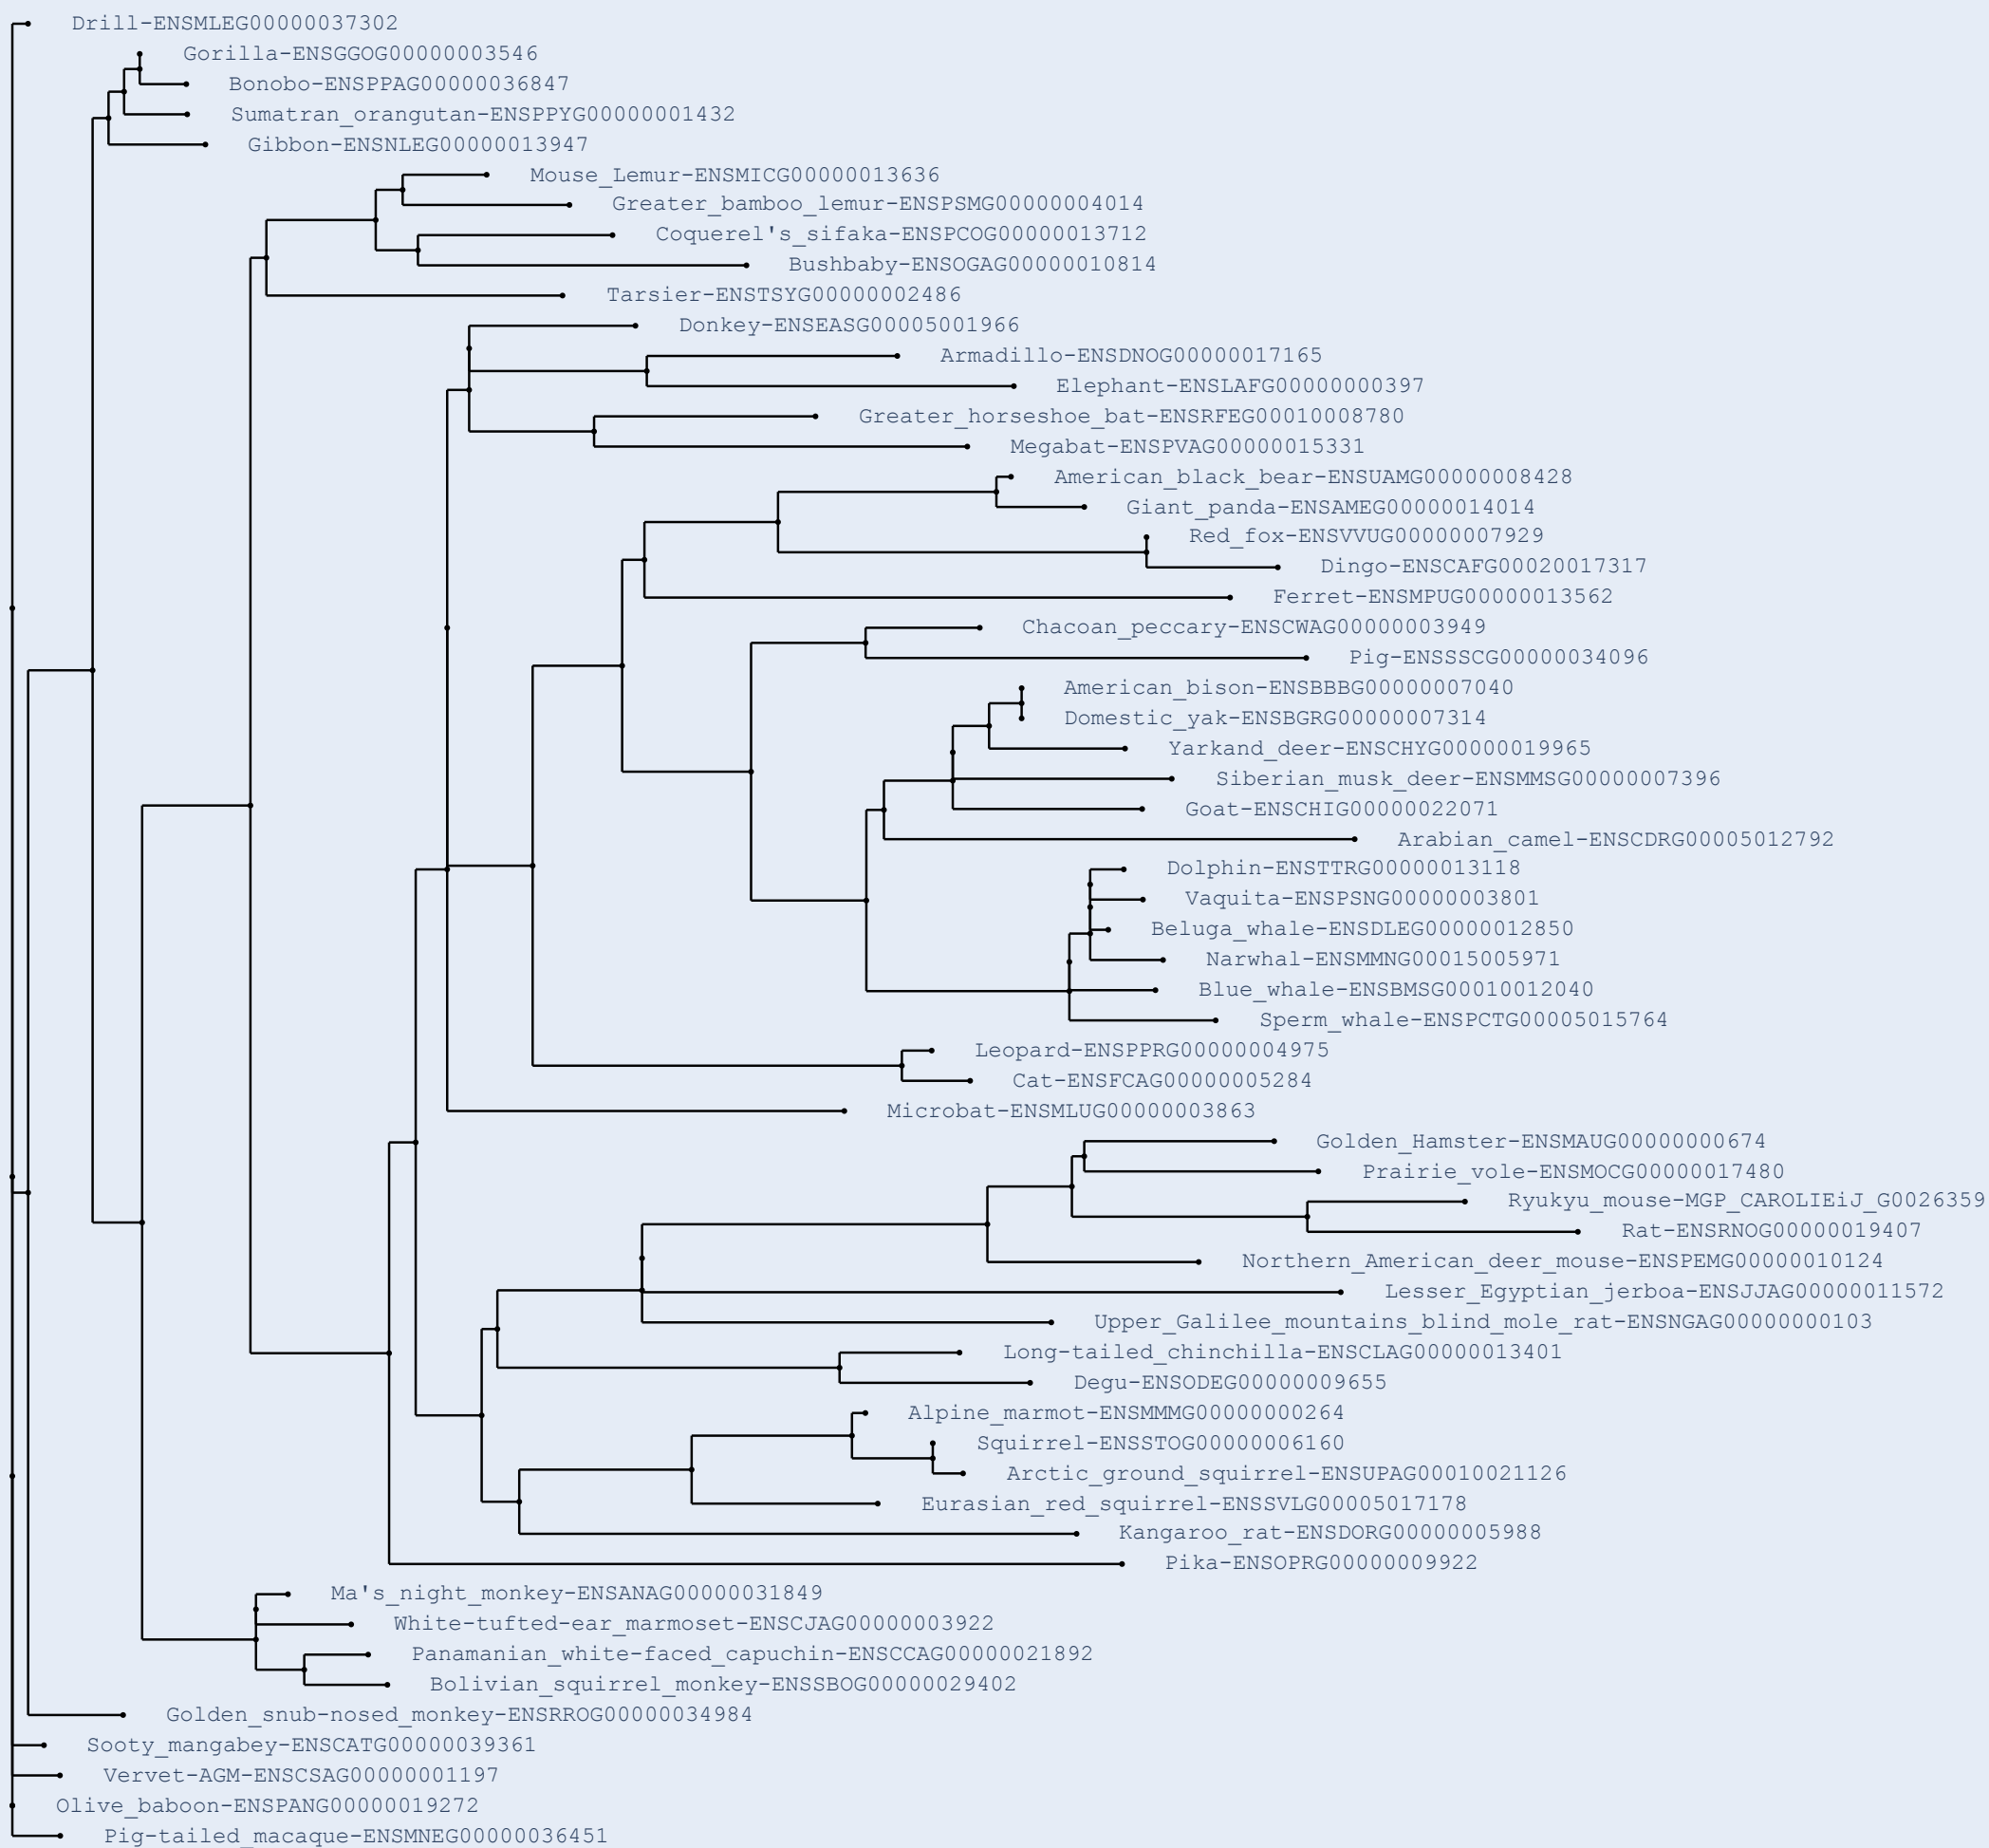 Drill-ENSMLEG00000037302
Gorilla-ENSGGOG00000003546
Bonobo-ENSPPAG00000036847
Sumatran_orangutan-ENSPPYG00000001432
Gibbon-ENSNLEG00000013947
Mouse_Lemur-ENSMICG00000013636
Greater_bamboo_lemur-ENSPSMG00000004014
Coquerel's_sifaka-ENSPCOG00000013712
Bushbaby-ENSOGAG00000010814
Tarsier-ENSTSYG00000002486
Donkey-ENSEASG00005001966
Armadillo-ENSDNOG00000017165
Elephant-ENSLAFG00000000397
Greater_horseshoe_bat-ENSRFEG00010008780
Megabat-ENSPVAG00000015331
American_black_bear-ENSUAMG00000008428
Giant_panda-ENSAMEG00000014014
Red_fox-ENSVVUG00000007929
Dingo-ENSCAFG00020017317
Ferret-ENSMPUG00000013562
Chacoan_peccary-ENSCWAG00000003949
Pig-ENSSSCG00000034096
American_bison-ENSBBBG00000007040
Domestic_yak-ENSBGRG00000007314
Yarkand_deer-ENSCHYG00000019965
Siberian_musk_deer-ENSMMSG00000007396
Goat-ENSCHIG00000022071
Arabian_camel-ENSCDRG00005012792
Dolphin-ENSTTRG00000013118
Vaquita-ENSPSNG00000003801
Beluga_whale-ENSDLEG00000012850
Narwhal-ENSMMNG00015005971
Blue_whale-ENSBMSG00010012040
Sperm_whale-ENSPCTG00005015764
Leopard-ENSPPRG00000004975
Cat-ENSFCAG00000005284
Microbat-ENSMLUG00000003863
Golden_Hamster-ENSMAUG00000000674
Prairie_vole-ENSMOCG00000017480
Ryukyu_mouse-MGP_CAROLIEiJ_G0026359
Rat-ENSRNOG00000019407
Northern_American_deer_mouse-ENSPEMG00000010124
Lesser_Egyptian_jerboa-ENSJJAG00000011572
Upper_Galilee_mountains_blind_mole_rat-ENSNGAG00000000103
Long-tailed_chinchilla-ENSCLAG00000013401
Degu-ENSODEG00000009655
Alpine_marmot-ENSMMMG00000000264
Squirrel-ENSSTOG00000006160
Arctic_ground_squirrel-ENSUPAG00010021126
Eurasian_red_squirrel-ENSSVLG00005017178
Kangaroo_rat-ENSDORG00000005988
Pika-ENSOPRG00000009922
Ma's_night_monkey-ENSANAG00000031849
White-tufted-ear_marmoset-ENSCJAG00000003922
Panamanian_white-faced_capuchin-ENSCCAG00000021892
Bolivian_squirrel_monkey-ENSSBOG00000029402
Golden_snub-nosed_monkey-ENSRROG00000034984
Sooty_mangabey-ENSCATG00000039361
Vervet-AGM-ENSCSAG00000001197
Olive_baboon-ENSPANG00000019272
Pig-tailed_macaque-ENSMNEG00000036451